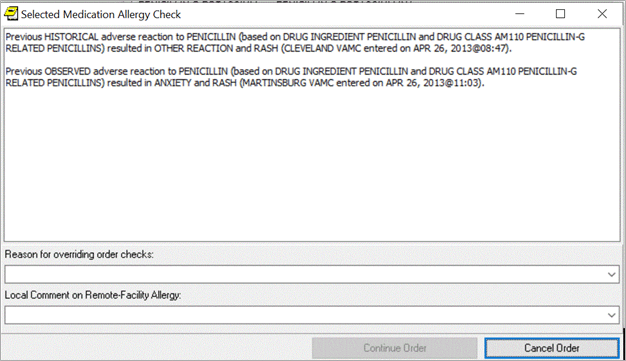 Selected Medication Allergy Check
Previous HISTORICAL adverse reaction to PENICILLIN (based on DRUG INGREDIENT PENICILLIN and DRUG CLASS AM110 PENICILLIN-G
RELATED PENICILLINS) resulted in OTHER REACTION and RASH (CLEVELAND VAMC entered on APR 26, 2013@08:47).
Previous OBSERVED adverse reaction to PENICILLIN (based on DRUG INGREDIENT PENICILLIN and DRUG CLASS AM110 PENICILLIN-G
RELATED PENICILLINS) resulted in ANXIETY and RASH (MARTINSBURG VAMC entered on APR 26, 2013@11:03).
Reason for overriding order checks:
Local Comment on Remote-Facility Allergy:
Continue Order Cancel Order